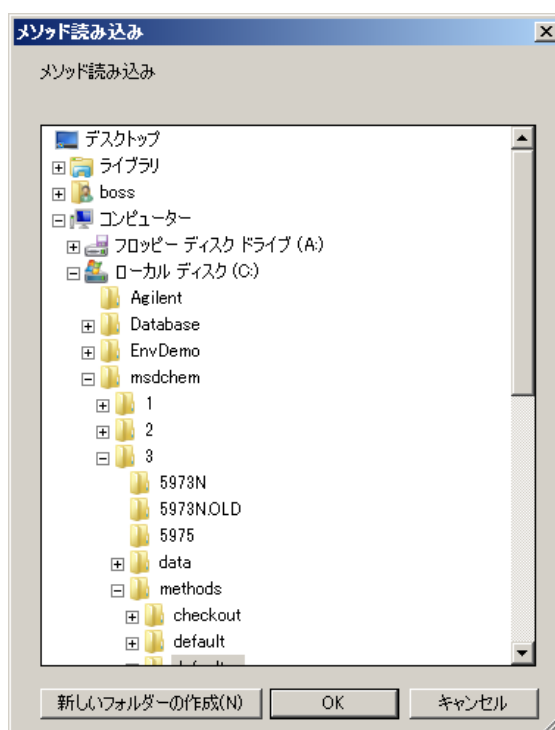 メソッド読み込み
メソッド読み込み
デスクトップ
ライブラリ
boss
コンピューター
フロッピー ディスク ドライブ (A:)
ローカル ディスク (C:)
Agilent
Database
EnvDemo
msdchem
1
2
3
5973N
5973N.OLD
5975
data
methods
checkout
default
新しいフォルダーの作成(N)
OK
キャンセル